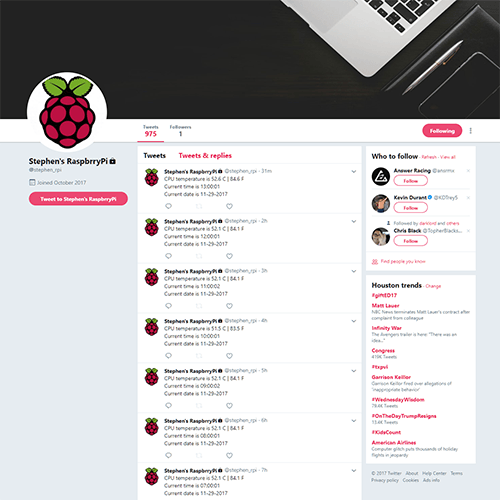 Tweets
975
Followers
1
Following
Stephen's RaspbrryPi
@stephen_rpi
Joined October 2017
Tweet to Stephen's RaspbrryPi
Tweets Tweets & replies
Stephen's RaspbrryPi @stephen_rpi · 31m
CPU temperature is 52.6 C | 84.6 F
Current time is 13:00:01
Current date is 11-29-2017
Stephen's RaspbrryPi @stephen_rpi · 2h
CPU temperature is 52.1 C | 84.1 F
Current time is 12:00:01
Current date is 11-29-2017
Stephen's RaspbrryPi @stephen_rpi · 3h
CPU temperature is 52.1 C | 84.1 F
Current time is 11:00:02
Current date is 11-29-2017
Stephen's RaspbrryPi @stephen_rpi · 4h
CPU temperature is 51.5 C | 83.5 F
Current time is 10:00:01
Current date is 11-29-2017
Stephen's RaspbrryPi @stephen_rpi · 5h
CPU temperature is 52.1 C | 84.1 F
Current time is 09:00:02
Current date is 11-29-2017
Stephen's RaspbrryPi @stephen_rpi · 6h
CPU temperature is 52.1 C | 84.1 F
Current time is 08:00:01
Current date is 11-29-2017
Stephen's RaspbrryPi @stephen_rpi · 7h
CPU temperature is 52.1 C | 84.1 F
Current time is 07:00:01
Current date is 11-29-2017
Who to follow · Refresh · View all
Answer Racing @ansrmx
Follow
Kevin Durant @KDTrey5
Follow
Followed by and others
Chris Black @TopherBlack...
Follow
Find people you know
Houston trends · Change
#giftED17
Matt Lauer
NBC News terminates Matt Lauer's contract after
complaint from colleague
Infinity War
The Avengers trailer is here: "There was an
idea..."
Congress
419K Tweets
#txpwi
Garrison Keillor
Garrison Keillor fired over allegations of
'inappropriate behavior'
#WednesdayWisdom
78.4K Tweets
#OnTheDayTrumpResigns
15.4K Tweets
#KidsCount
American Airlines
Computer glitch puts thousands of holiday
flights in jeopardy
© 2017 Twitter About Help Center Terms
Privacy policy Cookies Ads info